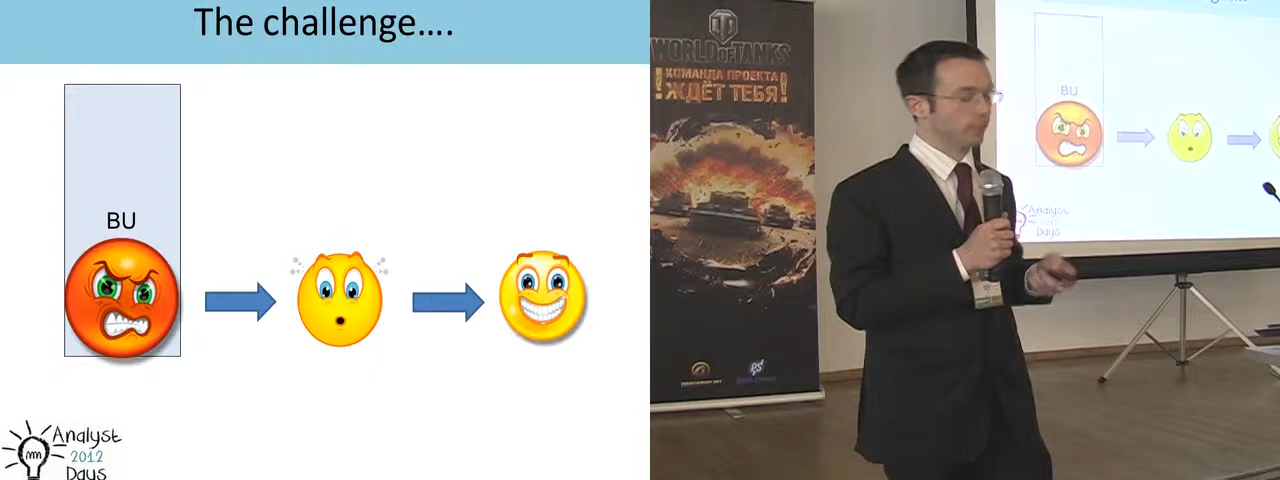 The challenge....
BU
Analyst
2012
Days
WORLD OF TANKS
КОМАНДА ПРОЕКТА
ЖДЁТ ТЕБЯ!
BU
Analyst
Days